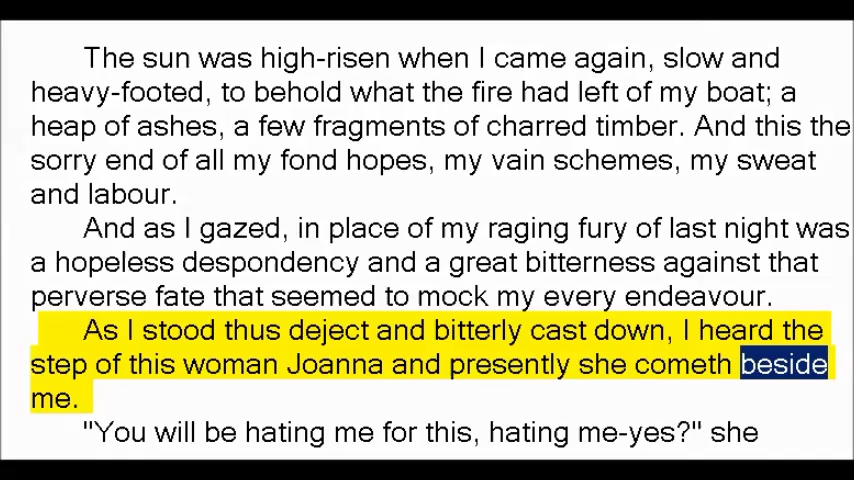 The sun was high-risen when I came again, slow and
heavy-footed, to behold what the fire had left of my boat; a
heap of ashes, a few fragments of charred timber. And this the
sorry end of all my fond hopes, my vain schemes, my sweat
and labour.
And as I gazed, in place of my raging fury of last night was
a hopeless despondency and a great bitterness against that
perverse fate that seemed to mock my every endeavour.
As I stood thus deject and bitterly cast down, I heard the
step of this woman Joanna and presently she cometh beside
me.
"You will be hating me for this, hating me-yes?" she